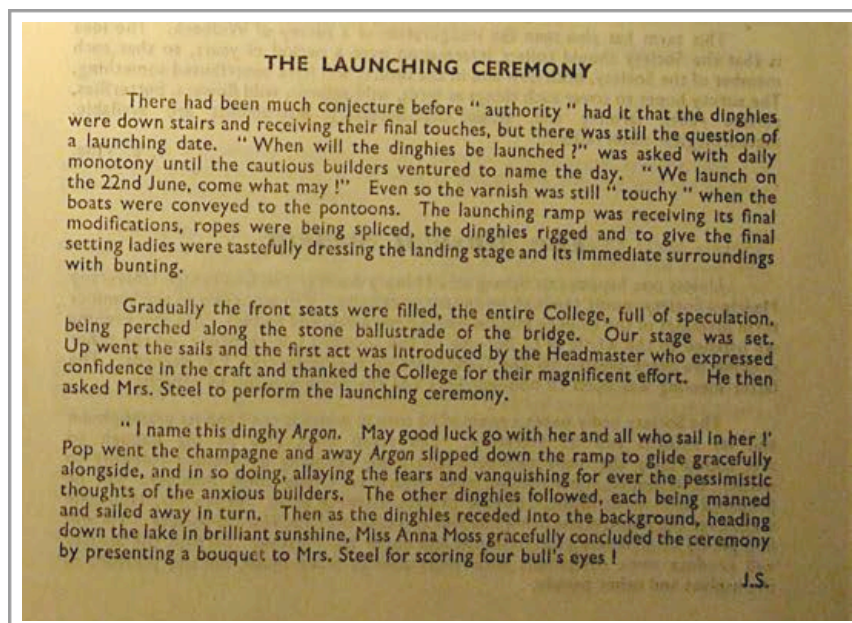 THE LAUNCHING CEREMONY
There had been much conjecture before " authority " had it that the dinghies
were down stairs and receiving their final touches, but there was still the question of
a launching date. " When will the dinghies be launched ?" was asked with daily
monotony until the cautious builders ventured to name the day. " We launch on
the 22nd June, come what may !" Even so the varnish was still " touchy " when the
boats were conveyed to the pontoons. The launching ramp was receiving its final
modifications, ropes were being spliced, the dinghies rigged and to give the final
setting ladies were tastefully dressing the landing stage and its immediate surroundings
with bunting.
Gradually the front seats were filled, the entire College, full of speculation,
being perched along the stone ballustrade of the bridge. Our stage was set.
Up went the sails and the first act was introduced by the Headmaster who expressed
confidence in the craft and thanked the College for their magnificent effort. He then
asked Mrs. Steel to perform the launching ceremony.
" I name this dinghy Argon. May good luck go with her and all who sail in her !'
Pop went the champagne and away Argon slipped down the ramp to glide gracefully
alongside, and in so doing, allaying the fears and vanquishing for ever the pessimistic
thoughts of the anxious builders. The other dinghies followed, each being manned
and sailed away in turn. Then as the dinghies receded into the background, heading
down the lake in brilliant sunshine, Miss Anna Moss gracefully concluded the ceremony
by presenting a bouquet to Mrs. Steel for scoring four bull's eyes !
J.S.